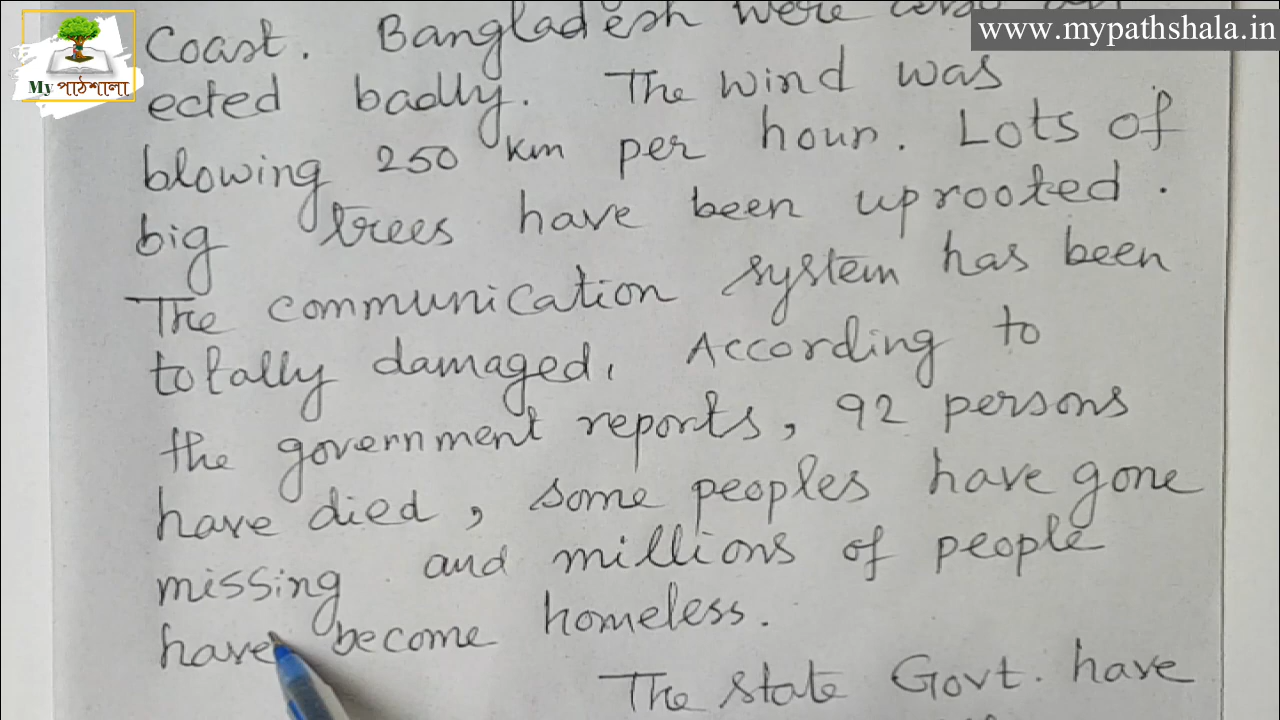 www.mypathshala.in
My পাঠশালা
Coast. Bangladesh were
ected badly. The wind was
blowing 250 km per hour. Lots of
big trees have been uprooted.
The communication system has been
totally damaged. According to
the government reports, 92 persons
have died, some peoples have gone
missing and millions of people
have become homeless.
The state Govt. have